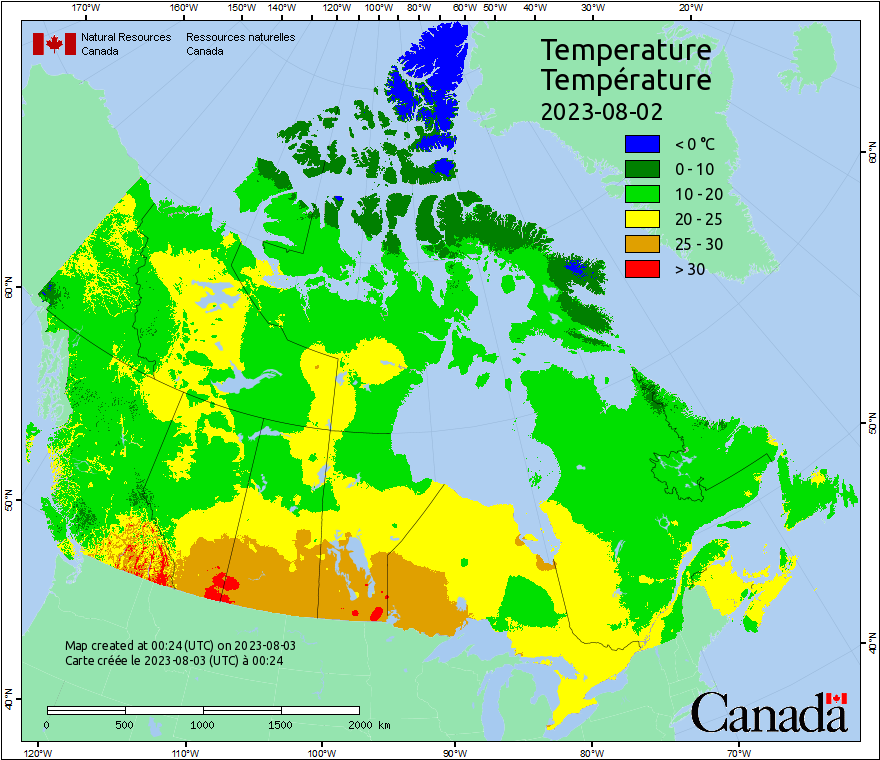 170°W 160°W 150°W 140°W 120°W 100°W 80°W 60°W 50°W 40°W 30°W 20°W
Natural Resources Ressources naturelles
Canada Canada
Temperature
Température
2023-08-02
< 0 °C
0 - 10
10 - 20
20 - 25
25 - 30
> 30
60°N
50°N
40°N
60°N
50°N
40°N
Map created at 00:24 (UTC) on 2023-08-03
Carte créée le 2023-08-03 (UTC) à 00:24
0 500 1000 1500 2000 km
Canada
120°W 110°W 100°W 90°W 80°W 70°W